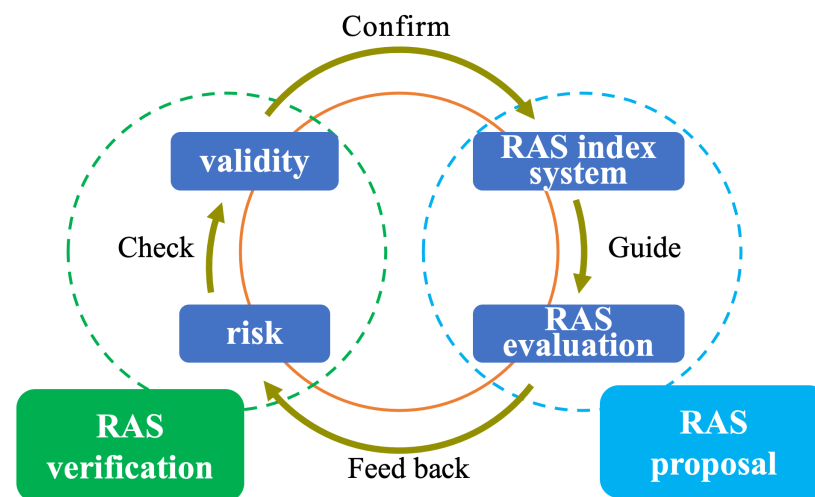 Confirm
validity
RAS index
system
Check
Guide
risk
RAS
evaluation
RAS
verification
Feed back
RAS
proposal